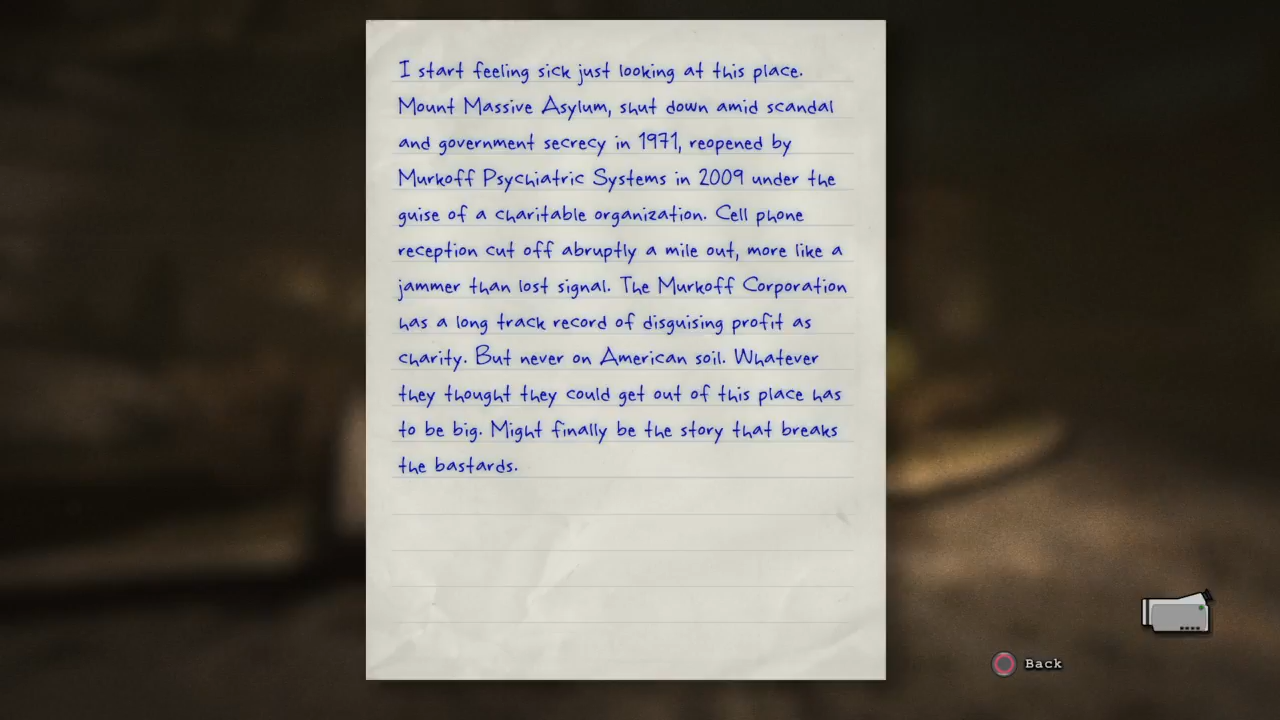 I start feeling sick just looking at this place.
Mount Massive Asylum, shut down amid scandal
and government secrecy in 1971, reopened by
Murkoff Psychiatric Systems in 2009 under the
guise of a charitable organization. Cell phone
reception cut off abruptly a mile out, more like a
jammer than lost signal. The Murkoff Corporation
has a long track record of disguising profit as
charity. But never on American soil. Whatever
they thought they could get out of this place has
to be big. Might finally be the story that breaks
the bastards.
Back